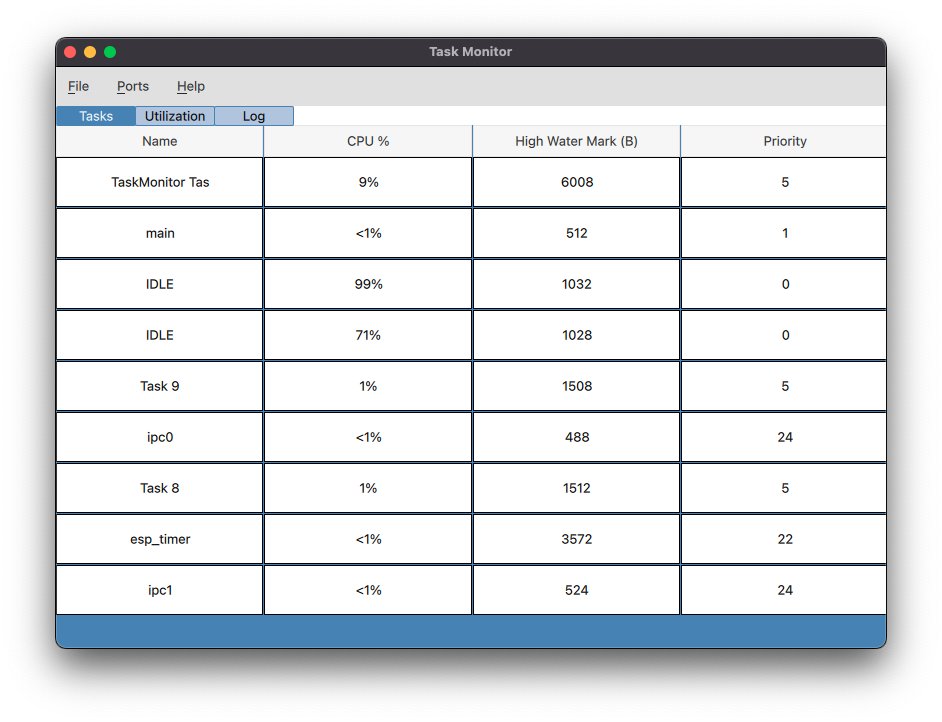 Task Monitor
File Ports Help
Tasks Utilization Log
Name CPU % High Water Mark (B) Priority
TaskMonitor Tas 9% 6008 5
main <1% 512 1
IDLE 99% 1032 0
IDLE 71% 1028 0
Task 9 1% 1508 5
ipc0 <1% 488 24
Task 8 1% 1512 5
esp_timer <1% 3572 22
ipc1 <1% 524 24